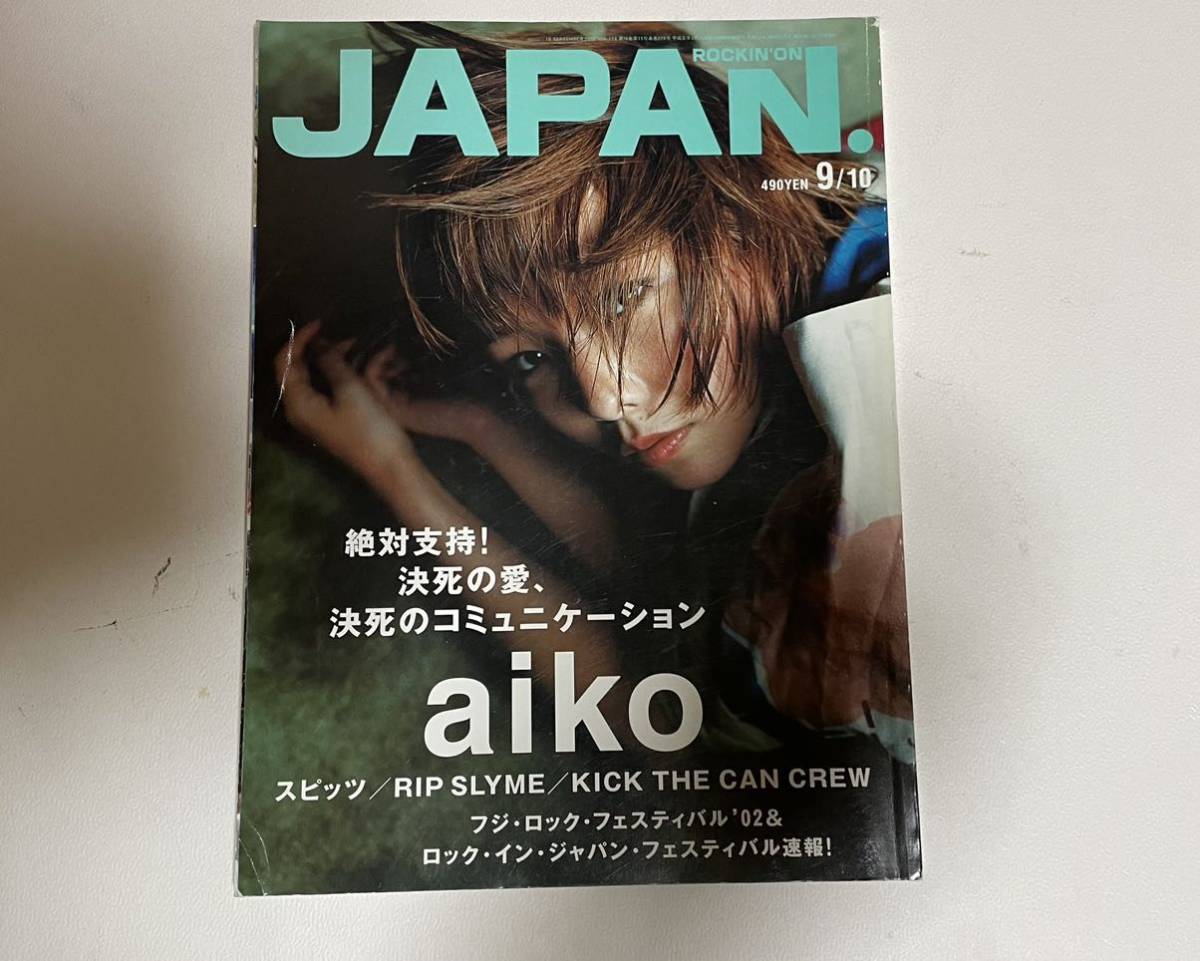 ROCKIN'ON
JAPAN.
490YEN 9/10
絶対支持!
決死の愛、
決死のコミュニケーション
aiko
スピッツ/RIP SLYME/KICK THE CAN CREW
フジ・ロック・フェスティバル'02&
ロック・イン・ジャパン・フェスティバル速報!